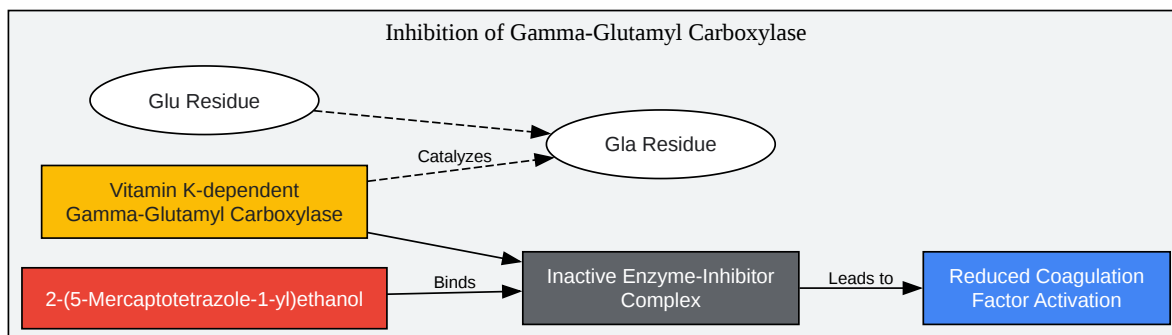 Inhibition of Gamma-Glutamyl Carboxylase
Glu Residue
Gla Residue
Catalyzes
Vitamin K-dependent
Gamma-Glutamyl Carboxylase
2-(5-Mercaptotetrazole-1-yl)ethanol
Binds
Inactive Enzyme-Inhibitor
Complex
Leads to
Reduced Coagulation
Factor Activation